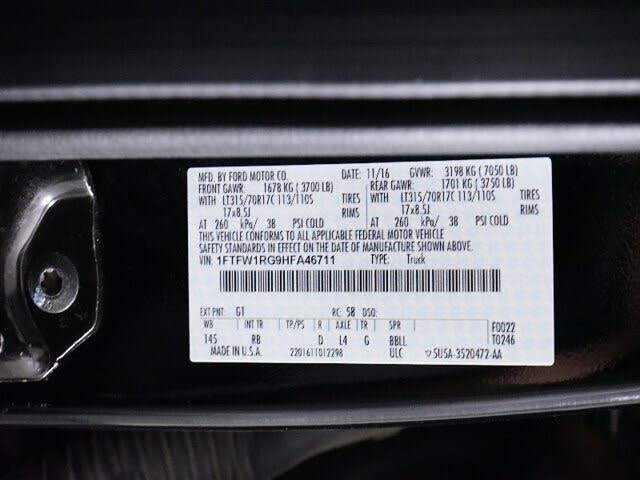 MFD. BY FORD MOTOR CO. DATE: 11/16 GVWR: 3198 KG ( 7050 LB)
FRONT GAWR: 1678 KG ( 3700 LB) REAR GAWR: 1701 KG ( 3750 LB)
WITH LT315/70R17C 113/110S TIRES WITH LT315/70R17C 113/110S TIRES
17x8.5J RIMS 17x8.5J RIMS
AT 260 kPa/ 38 PSI COLD AT 260 kPa/ 38 PSI COLD
THIS VEHICLE CONFORMS TO ALL APPLICABLE FEDERAL MOTOR VEHICLE
SAFETY STANDARDS IN EFFECT ON THE DATE OF MANUFACTURE SHOWN ABOVE.
VIN: 1FTFW1RG9HFA46711 TYPE: Truck
EXT PNT: G1 RC: 58 DSO:
WB INT TR TP/PS R AXLE TR SPR F0022
145 RB D L4 G BBLL T0246
MADE IN U.S.A. 2201611012298 ULC ▽5U5A-3520472-AA